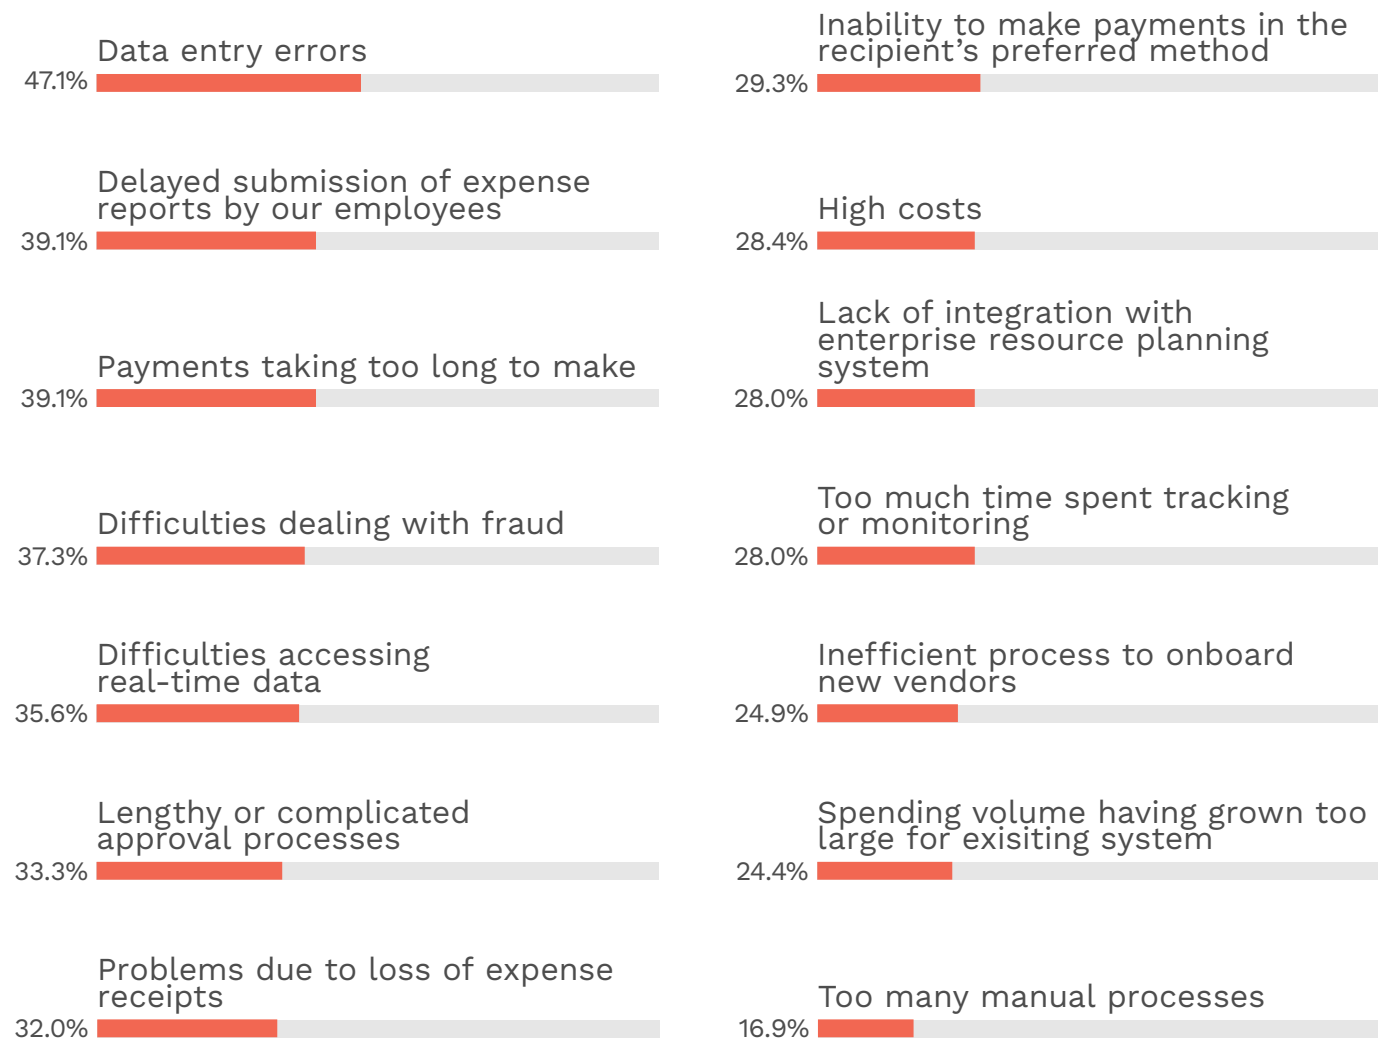 Data entry errors
47.1%
Delayed submission of expense
reports by our employees
39.1%
Payments taking too long to make
39.1%
Difficulties dealing with fraud
37.3%
Difficulties accessing
real-time data
35.6%
Lengthy or complicated
approval processes
33.3%
Problems due to loss of expense
receipts
32.0%
Inability to make payments in the
recipient’s preferred method
29.3%
High costs
28.4%
Lack of integration with
enterprise resource planning
system
28.0%
Too much time spent tracking
or monitoring
28.0%
Inefficient process to onboard
new vendors
24.9%
Spending volume having grown too
large for exisiting system
24.4%
Too many manual processes
16.9%